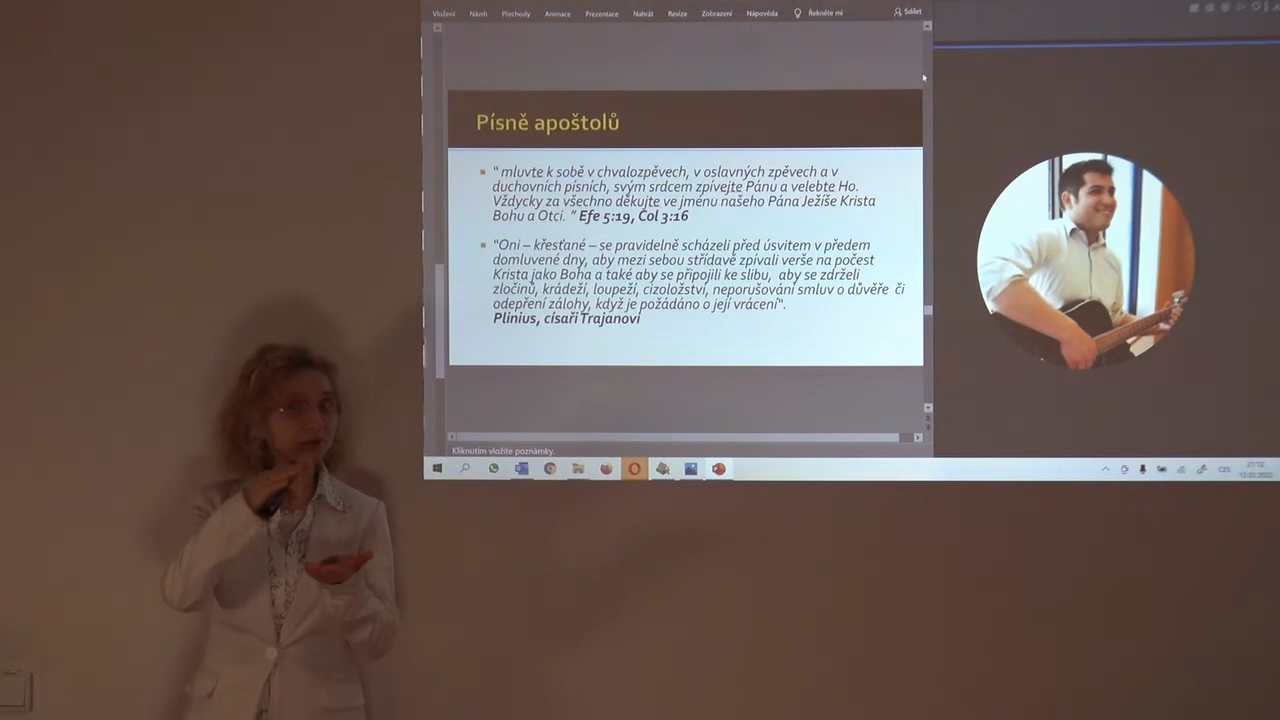 Vložení Návrh Přechody Animace Prezentace Nahrát Revize Zobrazení Nápověda Řekněte mi Sdílet
Písně apoštolů
“ mluvte k sobě v chvalozpěvech, v oslavných zpěvech a v
duchovních písních, svým srdcem zpívejte Pánu a velebte Ho.
Vždycky za všechno děkujte ve jménu našeho Pána Ježíše Krista
Bohu a Otci. ” Efe 5:19, Col 3:16
“Oni – křesťané – se pravidelně scházeli před úsvitem v předem
domluvené dny, aby mezi sebou střídavě zpívali verše na počest
Krista jako Boha a také aby se připojili ke slibu, aby se zdrželi
zločinů, krádeží, loupeží, cizoložství, neporušování smluv o důvěře či
odepření zálohy, když je požádáno o její vrácení“.
Plinius, císaři Trajanovi
Kliknutím vložíte poznámky.
CES